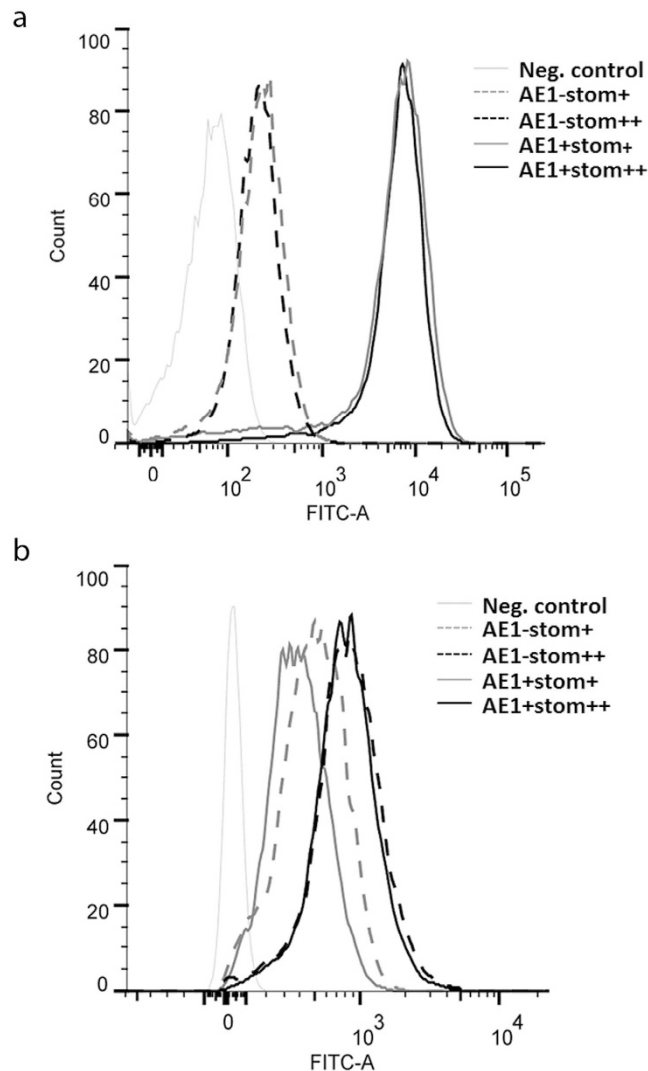 a
100
80
60
40
20
0
Count
0 10² 10³ 10⁴ 10⁵
FITC-A
Neg. control
AE1-stom+
AE1-stom++
AE1+stom+
AE1+stom++
b
100
80
60
40
20
0
Count
0 10³ 10⁴
FITC-A
Neg. control
AE1-stom+
AE1-stom++
AE1+stom+
AE1+stom++